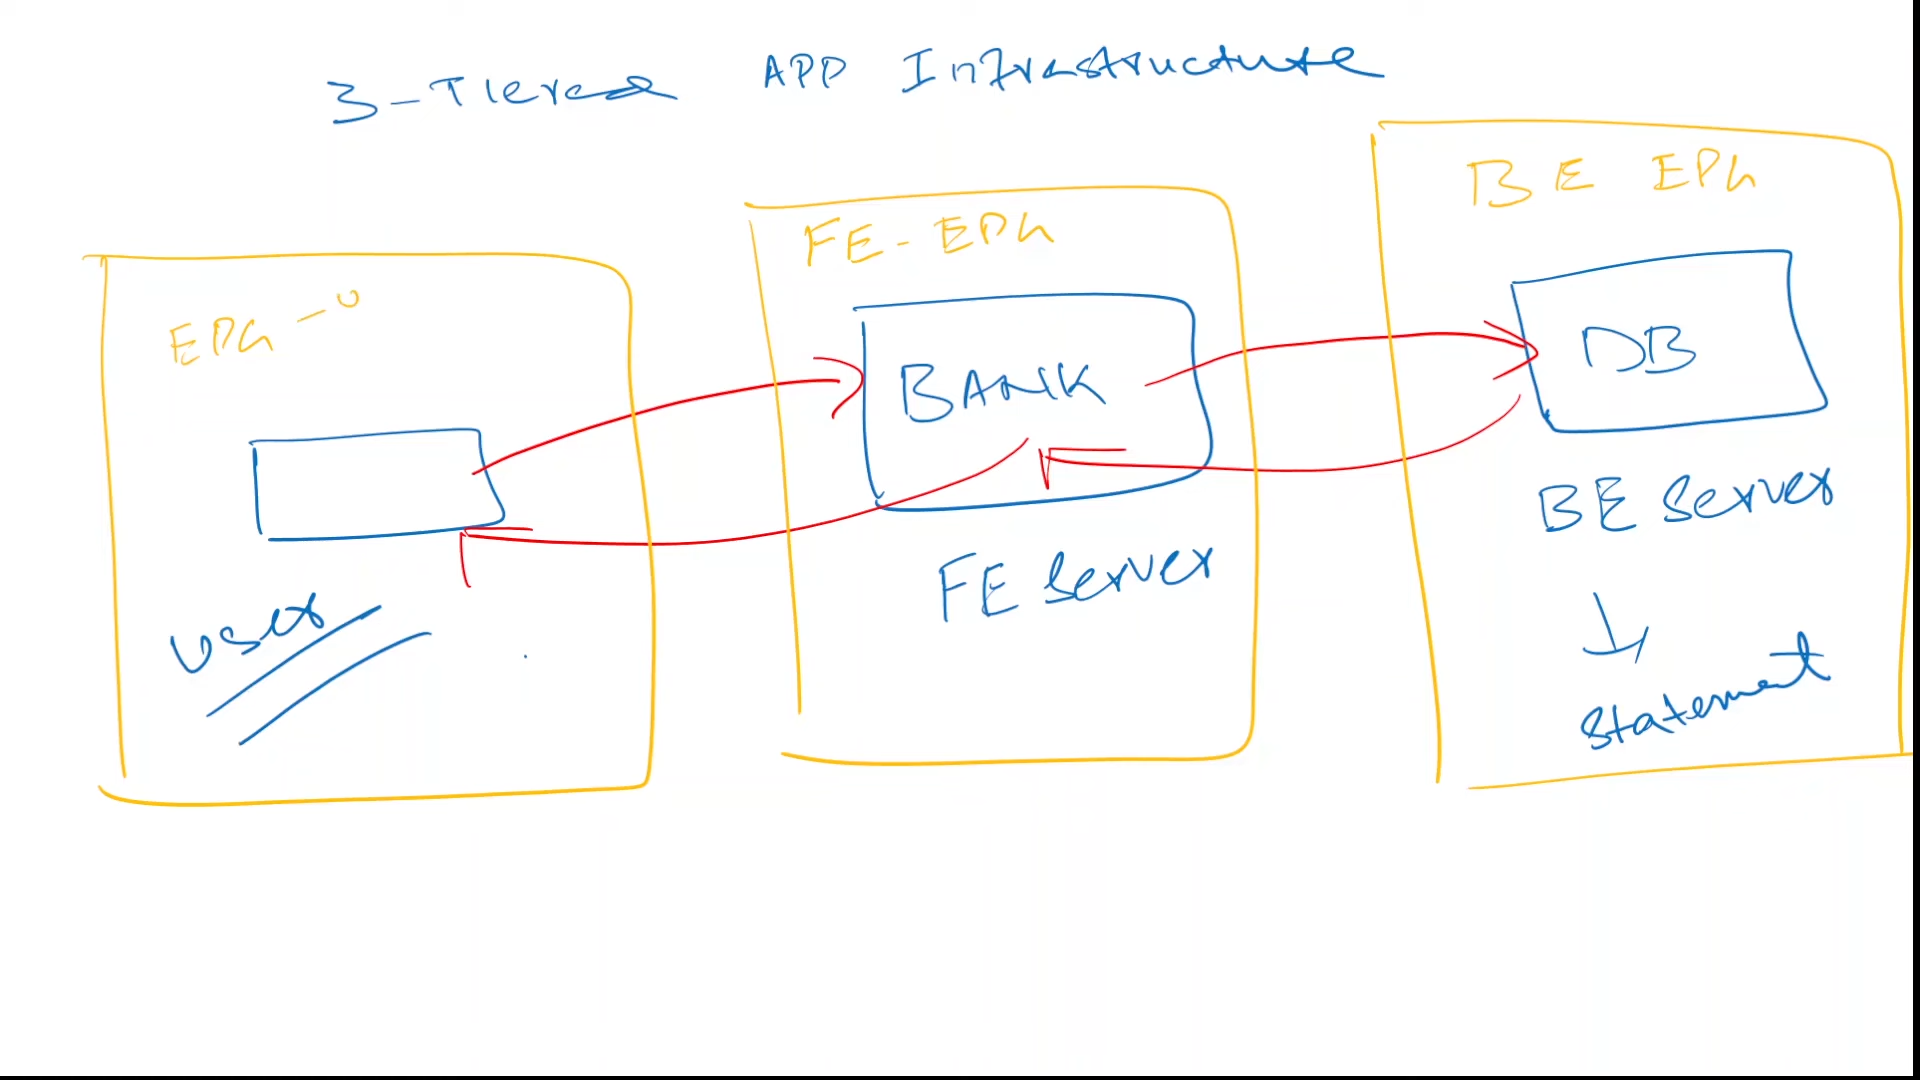 3-Tiered APP Infrastructure
EPG-U
User
FE-EPG
BANK
FE Server
BE EPG
DB
BE Server
Statement